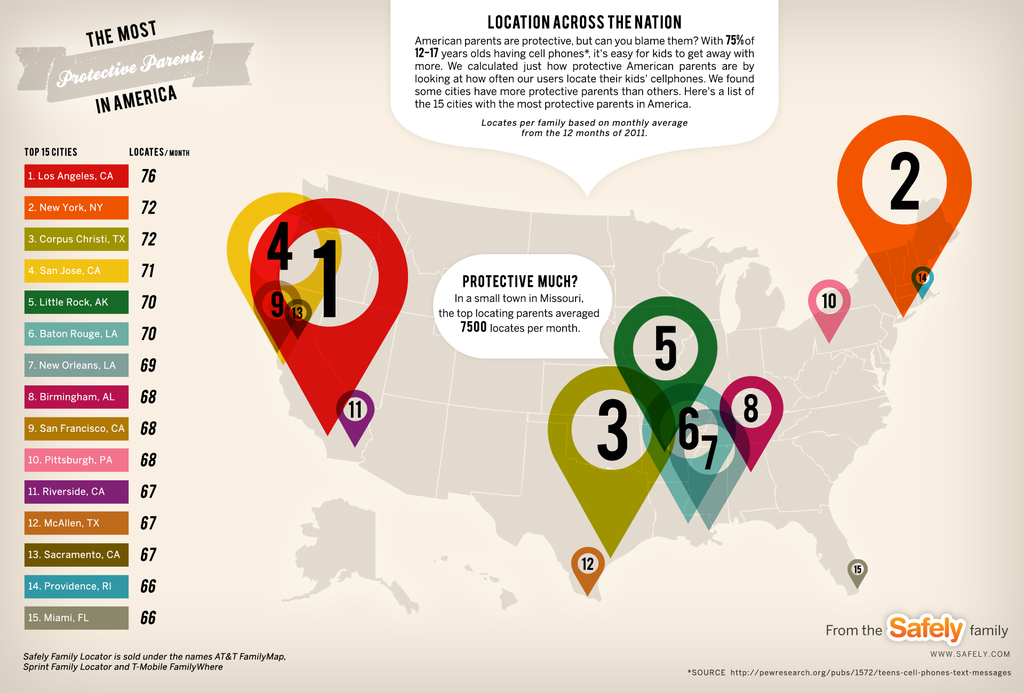 THE MOST
Protective Parents
IN AMERICA
LOCATION ACROSS THE NATION
American parents are protective, but can you blame them? With 75% of
12-17 years olds having cell phones*, it's easy for kids to get away with
more. We calculated just how protective American parents are by
looking at how often our users locate their kids' cellphones. We found
some cities have more protective parents than others. Here's a list of
the 15 cities with the most protective parents in America.
Locates per family based on monthly average
from the 12 months of 2011.
TOP 15 CITIES LOCATES/MONTH
1. Los Angeles, CA 76
2. New York, NY 72
3. Corpus Christi, TX 72
4. San Jose, CA 71
5. Little Rock, AK 70
6. Baton Rouge, LA 70
7. New Orleans, LA 69
8. Birmingham, AL 68
9. San Francisco, CA 68
10. Pittsburgh, PA 68
11. Riverside, CA 67
12. McAllen, TX 67
13. Sacramento, CA 67
14. Providence, RI 66
15. Miami, FL 66
PROTECTIVE MUCH?
In a small town in Missouri,
the top locating parents averaged
7500 locates per month.
2
4
1
14
9
13
10
5
11
3
6
7
8
12
15
Safely Family Locator is sold under the names AT&T FamilyMap,
Sprint Family Locator and T-Mobile FamilyWhere
From the Safely family
WWW.SAFELY.COM
*SOURCE http://pewresearch.org/pubs/1572/teens-cell-phones-text-messages